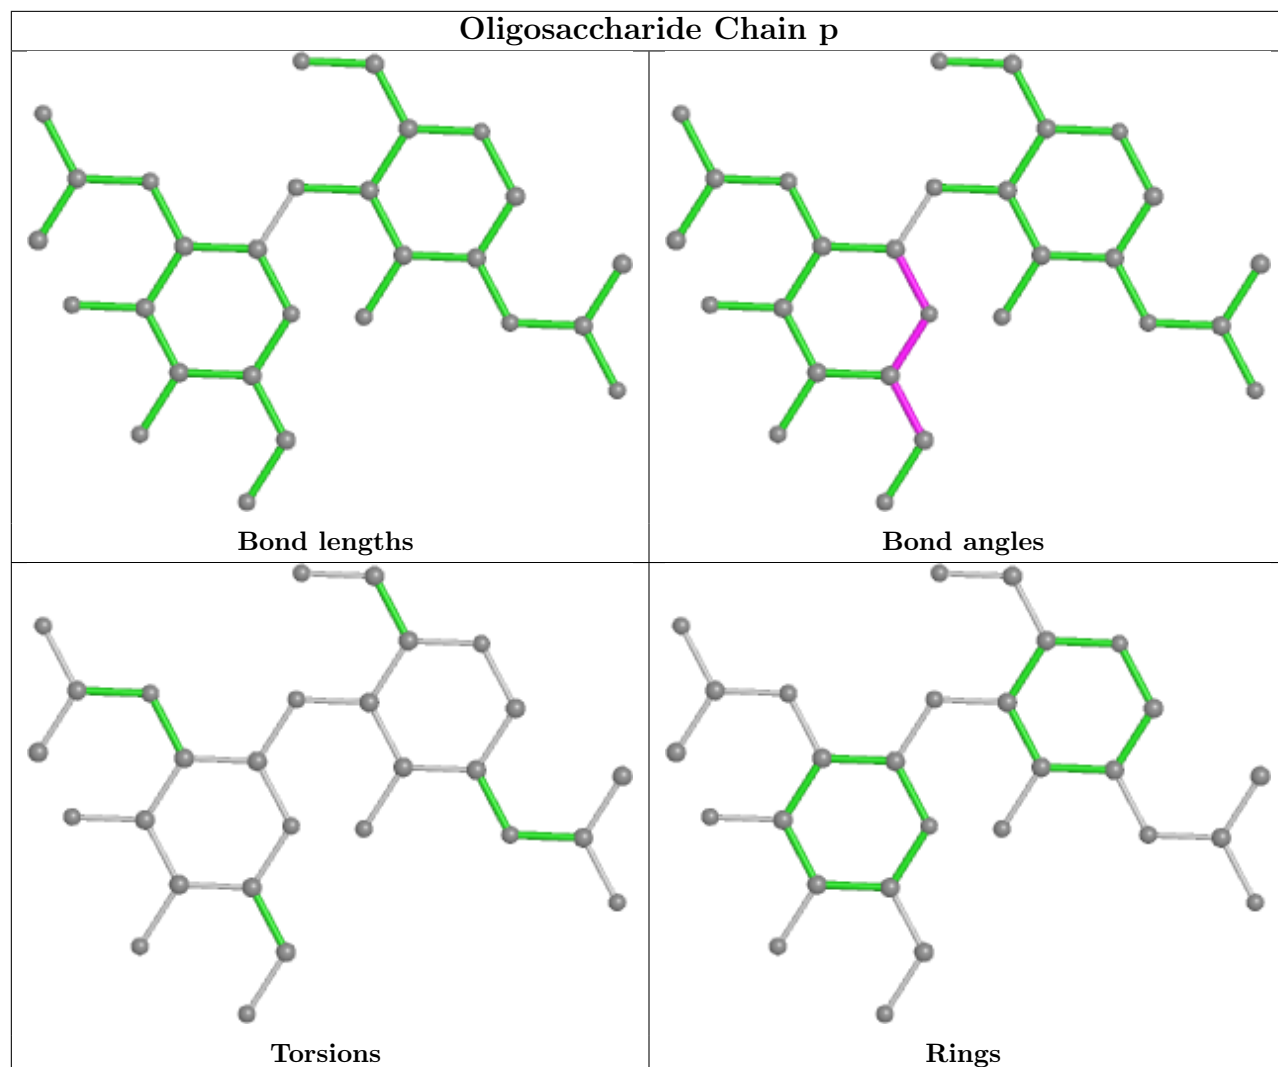 Oligosaccharide Chain p
Bond lengths
Bond angles
Torsions
Rings